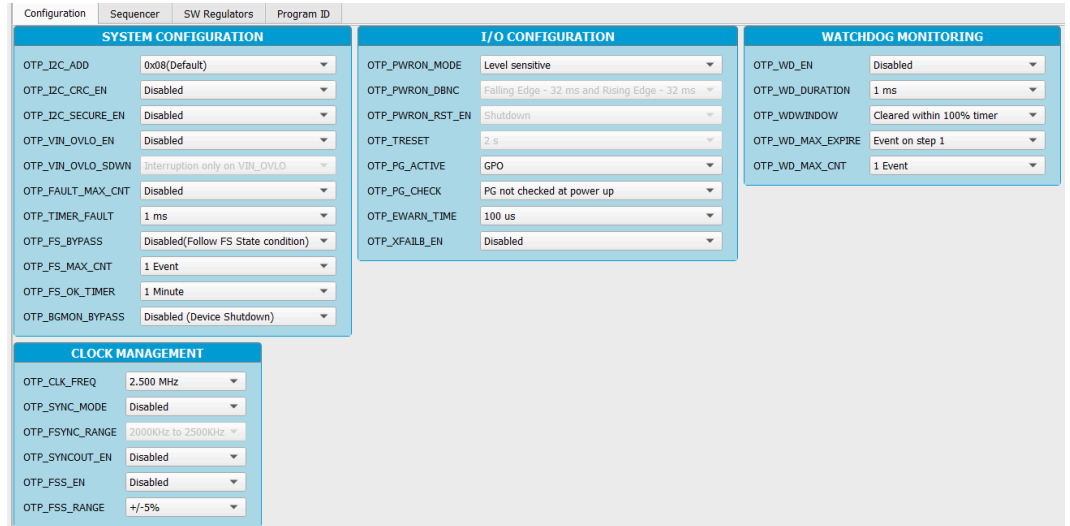 Configuration Sequencer SW Regulators Program ID
SYSTEM CONFIGURATION
OTP_I2C_ADD 0x08(Default)
OTP_I2C_CRC_EN Disabled
OTP_I2C_SECURE_EN Disabled
OTP_VIN_OVLO_EN Disabled
OTP_VIN_OVLO_SDWN Interruption only on VIN_OVLO
OTP_FAULT_MAX_CNT Disabled
OTP_TIMER_FAULT 1 ms
OTP_FS_BYPASS Disabled(Follow FS State condition)
OTP_FS_MAX_CNT 1 Event
OTP_FS_OK_TIMER 1 Minute
OTP_BGMON_BYPASS Disabled (Device Shutdown)
I/O CONFIGURATION
OTP_PWRON_MODE Level sensitive
OTP_PWRON_DBNC Falling Edge - 32 ms and Rising Edge - 32 ms
OTP_PWRON_RST_EN Shutdown
OTP_TRESET 2 s
OTP_PG_ACTIVE GPO
OTP_PG_CHECK PG not checked at power up
OTP_EWARN_TIME 100 us
OTP_XFAILB_EN Disabled
WATCHDOG MONITORING
OTP_WD_EN Disabled
OTP_WD_DURATION 1 ms
OTP_WDWINDOW Cleared within 100% timer
OTP_WD_MAX_EXPIRE Event on step 1
OTP_WD_MAX_CNT 1 Event
CLOCK MANAGEMENT
OTP_CLK_FREQ 2.500 MHz
OTP_SYNC_MODE Disabled
OTP_FSYNC_RANGE 2000KHz to 2500KHz
OTP_SYNCOUT_EN Disabled
OTP_FSS_EN Disabled
OTP_FSS_RANGE +/-5%